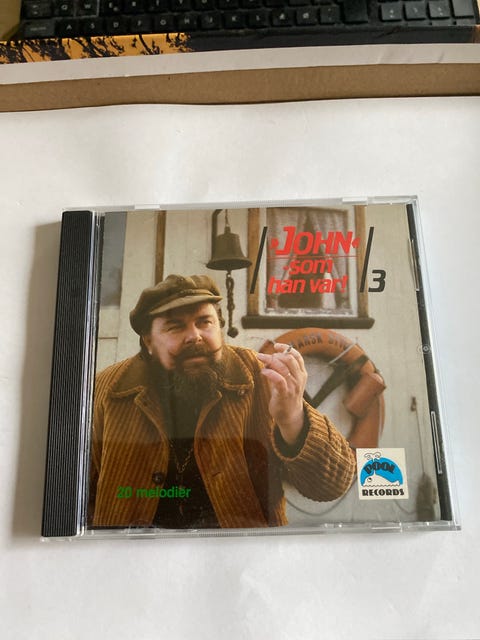 JOHN
som
han var!
3
20 melodier
POOL
RECORDS